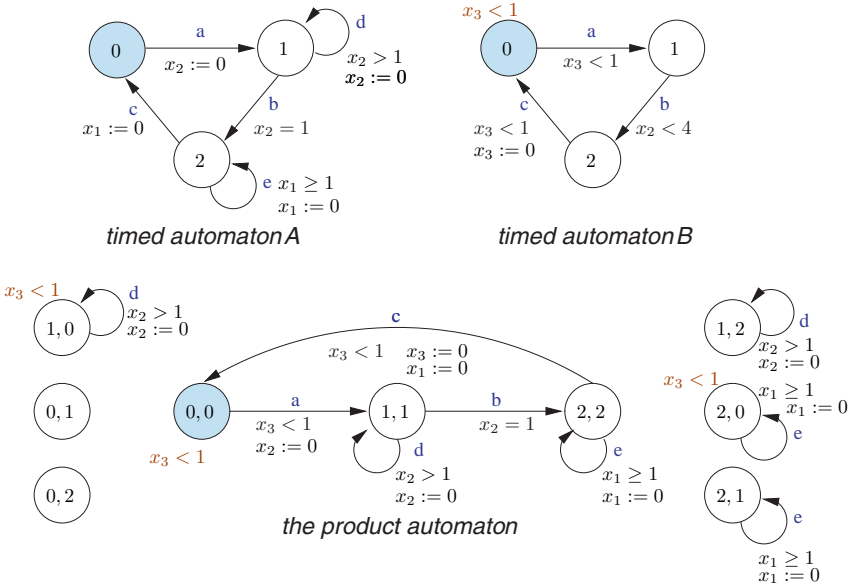 x₃ < 1
a
d
a
0
1
0
1
x₂ := 0
x₂ > 1
x₂ := 0
x₃ < 1
c
b
c
b
x₁ := 0
x₂ = 1
x₃ < 1
x₂ < 4
x₃ := 0
2
2
e
x₁ ≥ 1
x₁ := 0
timed automaton A
timed automaton B
x₃ < 1
d
1, 0
x₂ > 1
x₂ := 0
c
x₃ < 1
x₃ := 0
x₁ := 0
1, 2
d
x₂ > 1
x₂ := 0
0, 1
0, 0
a
x₃ < 1
x₂ := 0
x₃ < 1
1, 1
b
x₂ = 1
2, 2
x₃ < 1
2, 0
x₁ ≥ 1
x₁ := 0
e
d
x₂ > 1
x₂ := 0
e
x₁ ≥ 1
x₁ := 0
0, 2
2, 1
e
x₁ ≥ 1
x₁ := 0
the product automaton